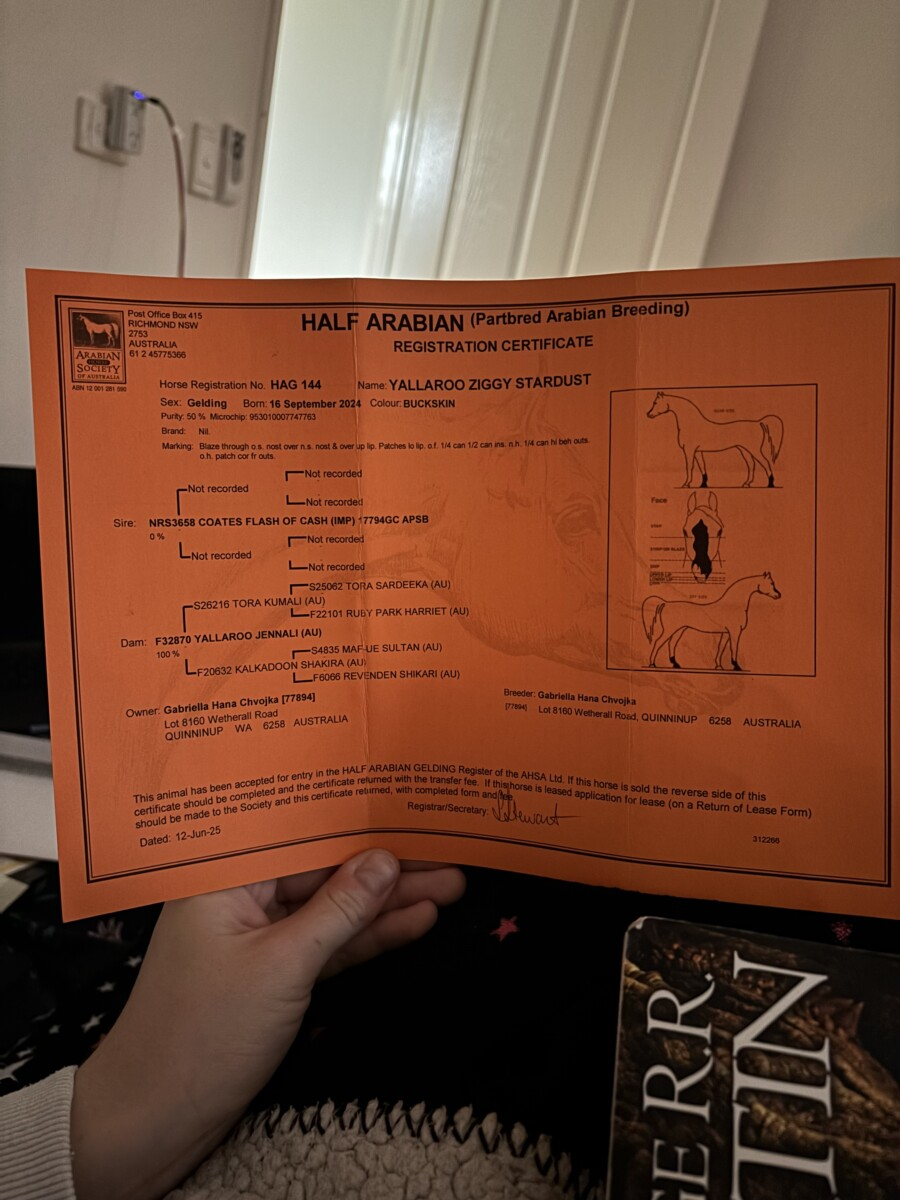 Post Office Box 415
RICHMOND NSW
2753
AUSTRALIA
61 2 45775366
ARABIAN
HORSE
SOCIETY
OF AUSTRALIA
ABN 12 001 281 590
HALF ARABIAN (Partbred Arabian Breeding)
REGISTRATION CERTIFICATE
Horse Registration No. HAG 144 Name: YALLAROO ZIGGY STARDUST
Sex: Gelding Born: 16 September 2024 Colour: BUCKSKIN
Purity: 50 % Microchip: 953010007747763
Brand: Nil.
Marking: Blaze through o.s. nost over n.s. nost & over up lip. Patches lo lip. o.f. 1/4 can 1/2 can ins. n.h. 1/4 can hi beh outs.
o.h. patch cor fr outs.
Not recorded
Not recorded
Not recorded
Sire: NRS3658 COATES FLASH OF CASH (IMP) 17794GC APSB
0 %
Not recorded
Not recorded
Not recorded
S25062 TORA SARDEEKA (AU)
S26216 TORA KUMALI (AU)
F22101 RUBY PARK HARRIET (AU)
Dam: F32870 YALLAROO JENNALI (AU)
100 %
S4835 MAF-UE SULTAN (AU)
F20632 KALKADOON SHAKIRA (AU)
F6066 REVENDEN SHIKARI (AU)
Face
Owner: Gabriella Hana Chvojka [77894]
Lot 8160 Wetherall Road
QUINNINUP WA 6258 AUSTRALIA
Breeder: Gabriella Hana Chvojka
[77894] Lot 8160 Wetherall Road, QUINNINUP 6258 AUSTRALIA
This animal has been accepted for entry in the HALF ARABIAN GELDING Register of the AHSA Ltd. If this horse is sold the reverse side of this
certificate should be completed and the certificate returned with the transfer fee. If this horse is leased application for lease (on a Return of Lease Form)
should be made to the Society and this certificate returned, with completed form and fee.
Registrar/Secretary:
Dated: 12-Jun-25
312266
GE R.R.
TIN